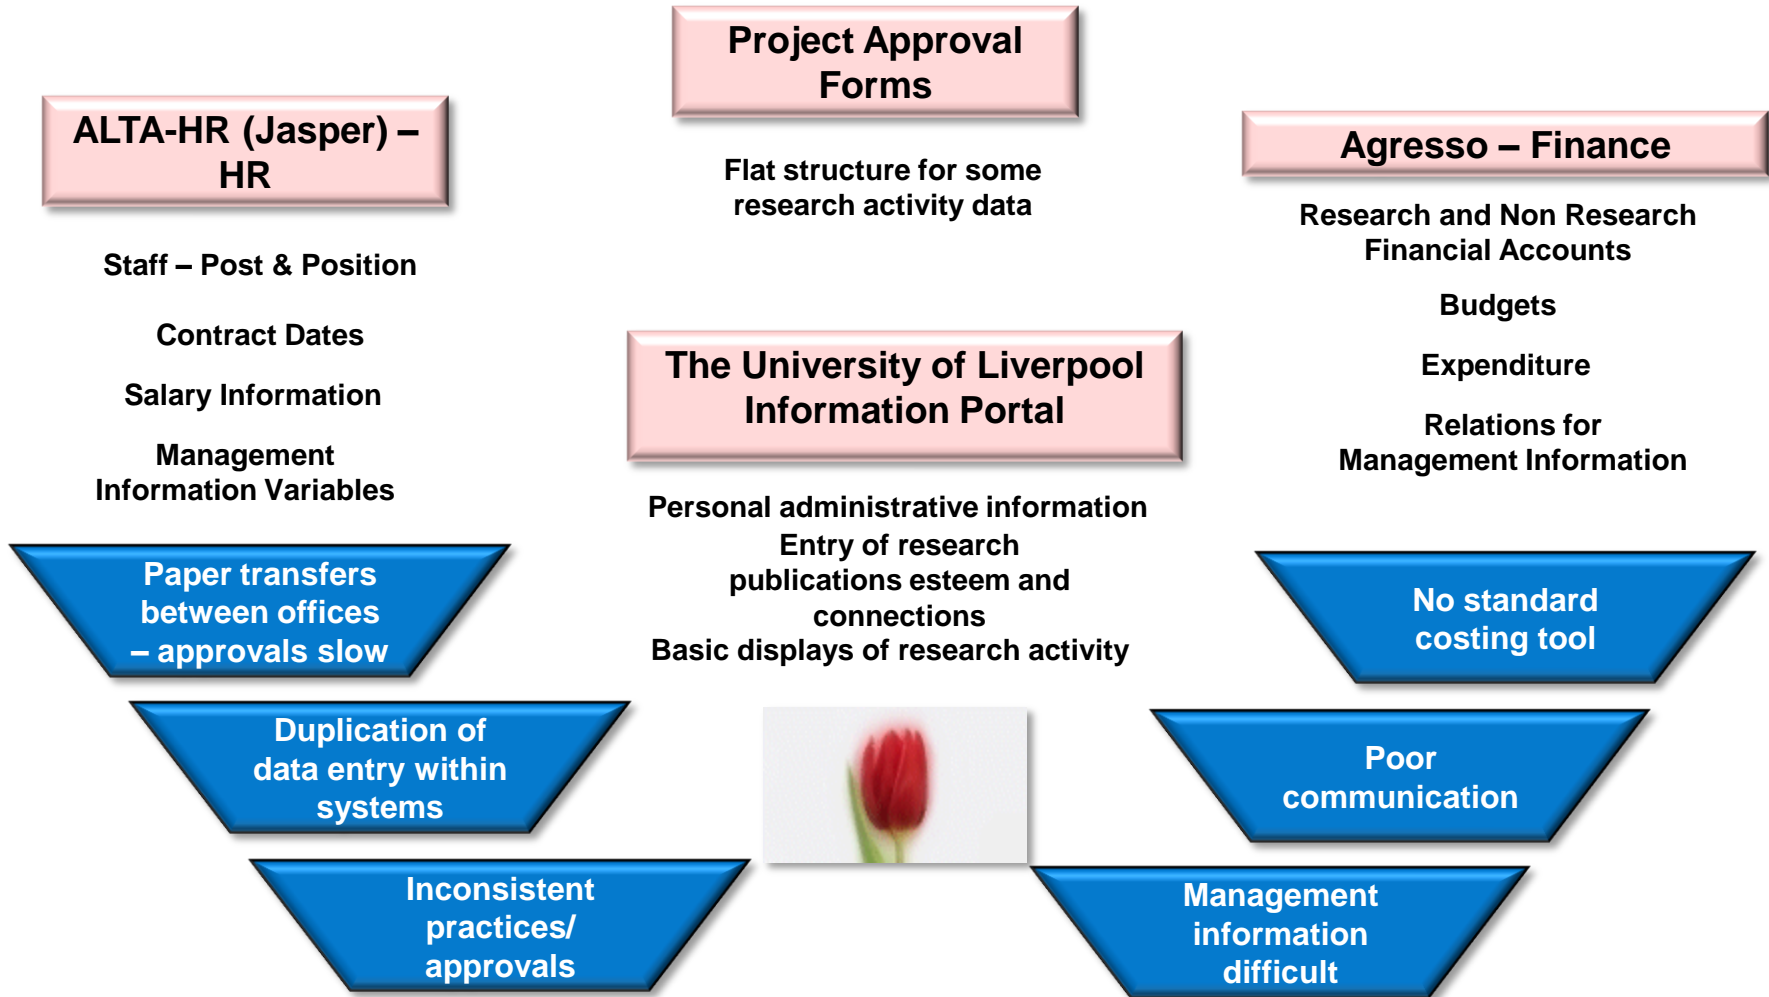 Project Approval
Forms
Flat structure for some
research activity data
ALTA-HR (Jasper) –
HR
Staff – Post & Position
Contract Dates
Salary Information
Management
Information Variables
Agresso – Finance
Research and Non Research
Financial Accounts
Budgets
Expenditure
Relations for
Management Information
The University of Liverpool
Information Portal
Personal administrative information
Entry of research
publications esteem and
connections
Basic displays of research activity
Paper transfers
between offices
– approvals slow
Duplication of
data entry within
systems
Inconsistent
practices/
approvals
No standard
costing tool
Poor
communication
Management
information
difficult